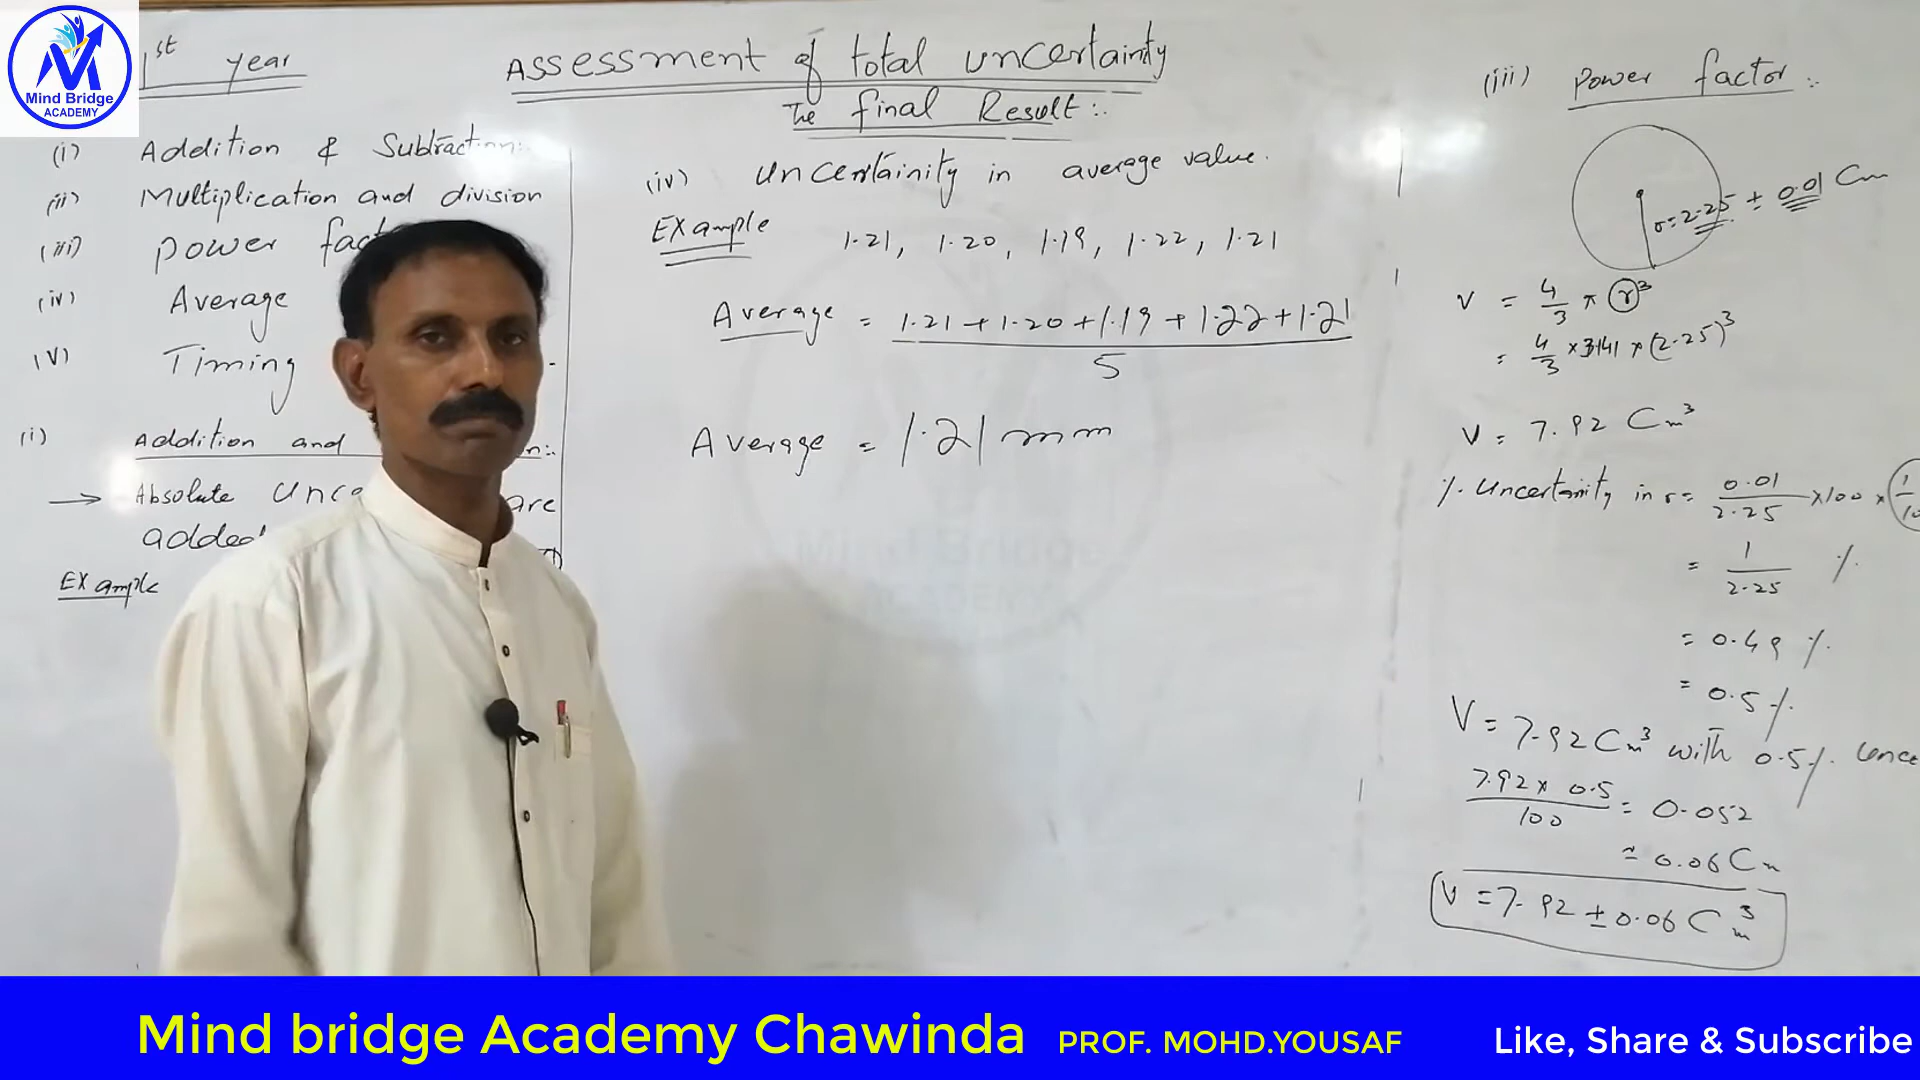 Mind Bridge
ACADEMY
1st year
Assessment of total uncertainity
The final Result:.
(i) Addition & Subtraction:
(ii) Multiplication and division
(iii) power fac
(iv) Average
(V) Timing
(i) Addition and n:.
→ Absolute Unce are
added
Example
(iv) Uncertainity in average value.
Example 1.21, 1.20, 1.19, 1.22, 1.21
Average = 1.21+1.20+1.19+1.22+1.21
5
Average = 1.21 mm
(iii) Power factor:.
r=2.25 ± 0.01 Cm
V = 4/3 π r³
= 4/3 × 3.141 × (2.25)³
V = 7.92 Cm³
%. Uncertainity in r = 0.01/2.25 ×100 × 1/10
= 1/2.25 %
= 0.49 %
= 0.5 %
V = 7.92 Cm³ with 0.5 %. Unce
7.92 × 0.5/100 = 0.052
≈ 0.06 Cm
V = 7.92 ± 0.06 Cm³
Mind bridge Academy Chawinda PROF. MOHD.YOUSAF Like, Share & Subscribe